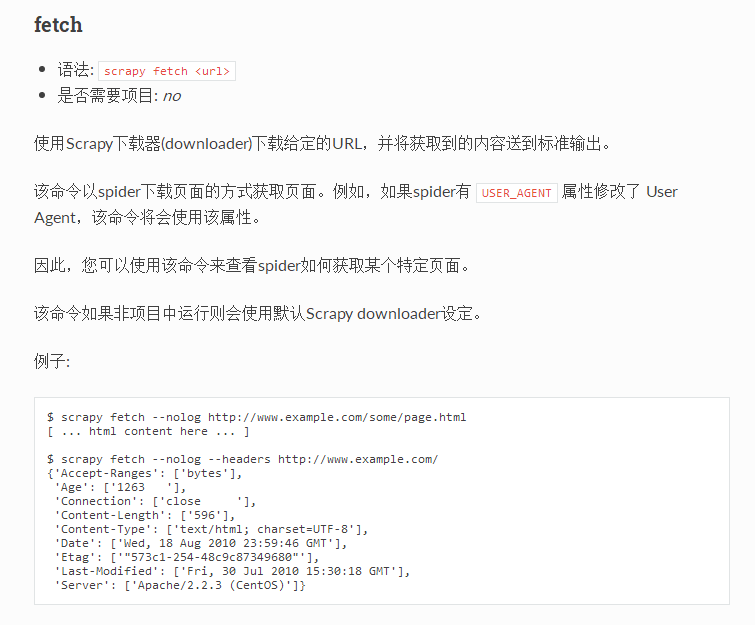 fetch
语法: scrapy fetch <url>
是否需要项目: no
使用Scrapy下载器(downloader)下载给定的URL，并将获取到的内容送到标准输出。
该命令以spider下载页面的方式获取页面。例如，如果spider有 USER_AGENT 属性修改了 User
Agent，该命令将会使用该属性。
因此，您可以使用该命令来查看spider如何获取某个特定页面。
该命令如果非项目中运行则会使用默认Scrapy downloader设定。
例子:
$ scrapy fetch --nolog http://www.example.com/some/page.html
[ ... html content here ... ]
$ scrapy fetch --nolog --headers http://www.example.com/
{'Accept-Ranges': ['bytes'],
 'Age': ['1263   '],
 'Connection': ['close     '],
 'Content-Length': ['596'],
 'Content-Type': ['text/html; charset=UTF-8'],
 'Date': ['Wed, 18 Aug 2010 23:59:46 GMT'],
 'Etag': ['"573c1-254-48c9c87349680"'],
 'Last-Modified': ['Fri, 30 Jul 2010 15:30:18 GMT'],
 'Server': ['Apache/2.2.3 (CentOS)']}